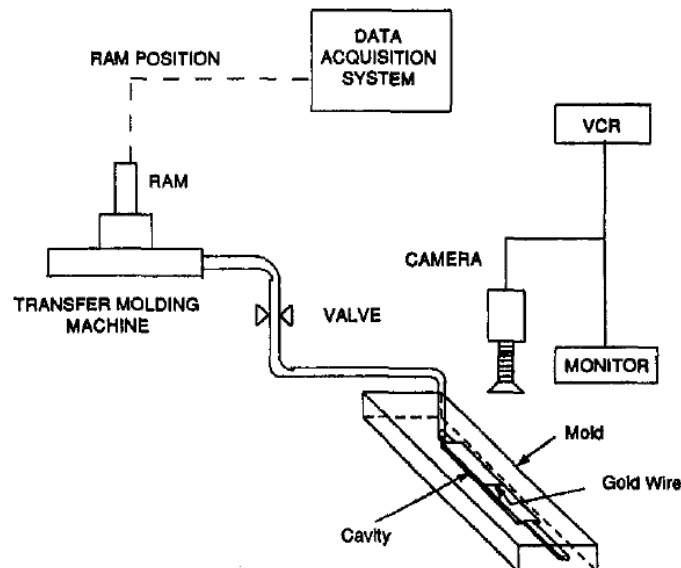 DATA
ACQUISITION
SYSTEM
RAM POSITION
VCR
RAM
CAMERA
TRANSFER MOLDING
MACHINE
VALVE
MONITOR
Mold
Gold Wire
Cavity